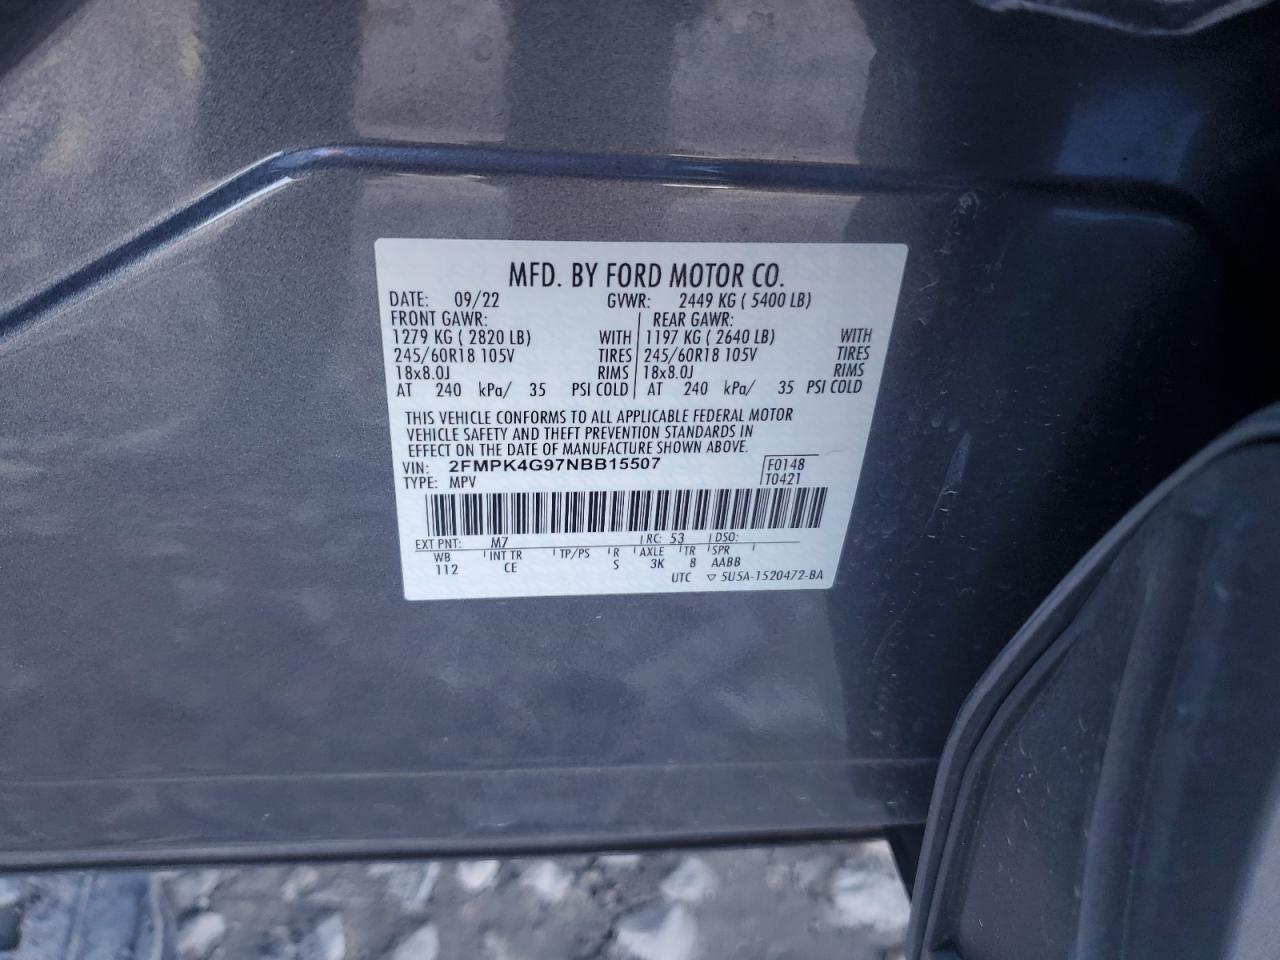 MFD. BY FORD MOTOR CO.
DATE: 09/22 GVWR: 2449 KG ( 5400 LB)
FRONT GAWR: REAR GAWR:
1279 KG ( 2820 LB) WITH 1197 KG ( 2640 LB) WITH
245/60R18 105V TIRES 245/60R18 105V TIRES
18x8.0J RIMS 18x8.0J RIMS
AT 240 kPa/ 35 PSI COLD AT 240 kPa/ 35 PSI COLD
THIS VEHICLE CONFORMS TO ALL APPLICABLE FEDERAL MOTOR
VEHICLE SAFETY AND THEFT PREVENTION STANDARDS IN
EFFECT ON THE DATE OF MANUFACTURE SHOWN ABOVE.
VIN: 2FMPK4G97NBB15507 F0148
TYPE: MPV T0421
EXT PNT: M7 RC: 53 DSO:
WB INT TR TP/PS R AXLE TR SPR
112 CE S 3K 8 AABB
UTC ▽ 5U5A-1520472-BA